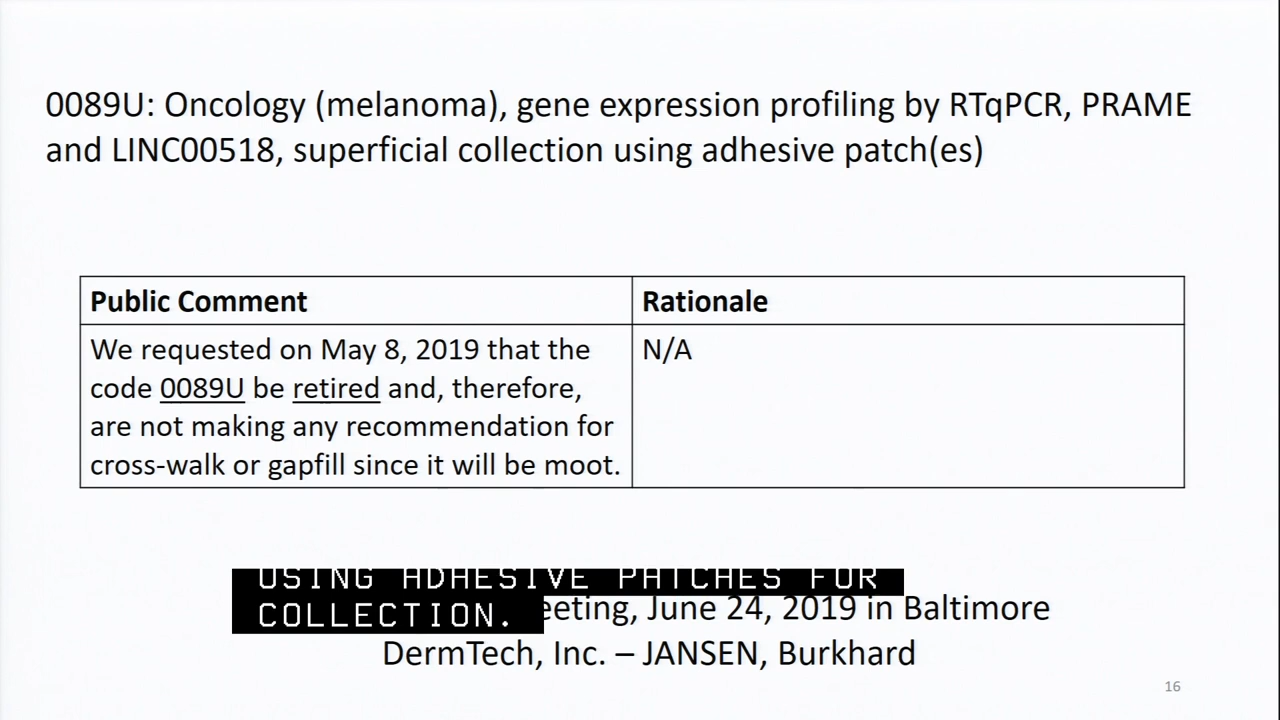 0089U: Oncology (melanoma), gene expression profiling by RTqPCR, PRAME
and LINC00518, superficial collection using adhesive patch(es)
Public Comment
Rationale
We requested on May 8, 2019 that the
code 0089U be retired and, therefore,
are not making any recommendation for
cross-walk or gapfill since it will be moot.
N/A
USING ADHESIVE PATCHES FOR
COLLECTION.
eeting, June 24, 2019 in Baltimore
DermTech, Inc. – JANSEN, Burkhard
16